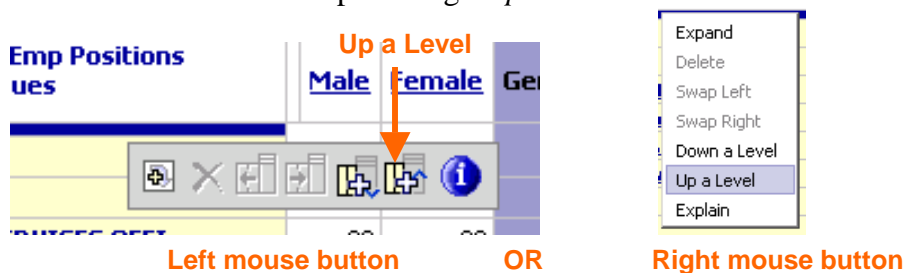 Up a Level
Emp Positions
ues
Male Female
Left mouse button OR Right mouse button
Expand
Delete
Swap Left
Swap Right
Down a Level
Up a Level
Explain